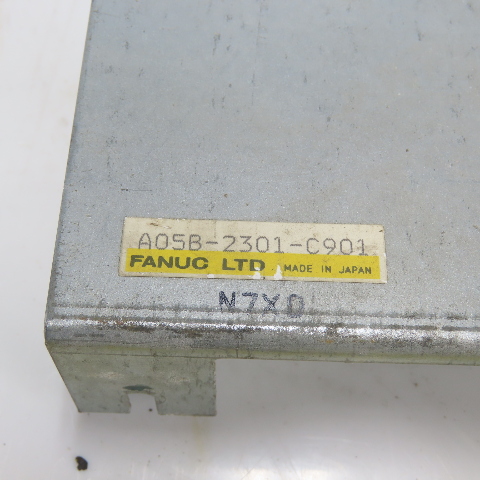 A05B-2301-C901
FANUC LTD MADE IN JAPAN
N7XD